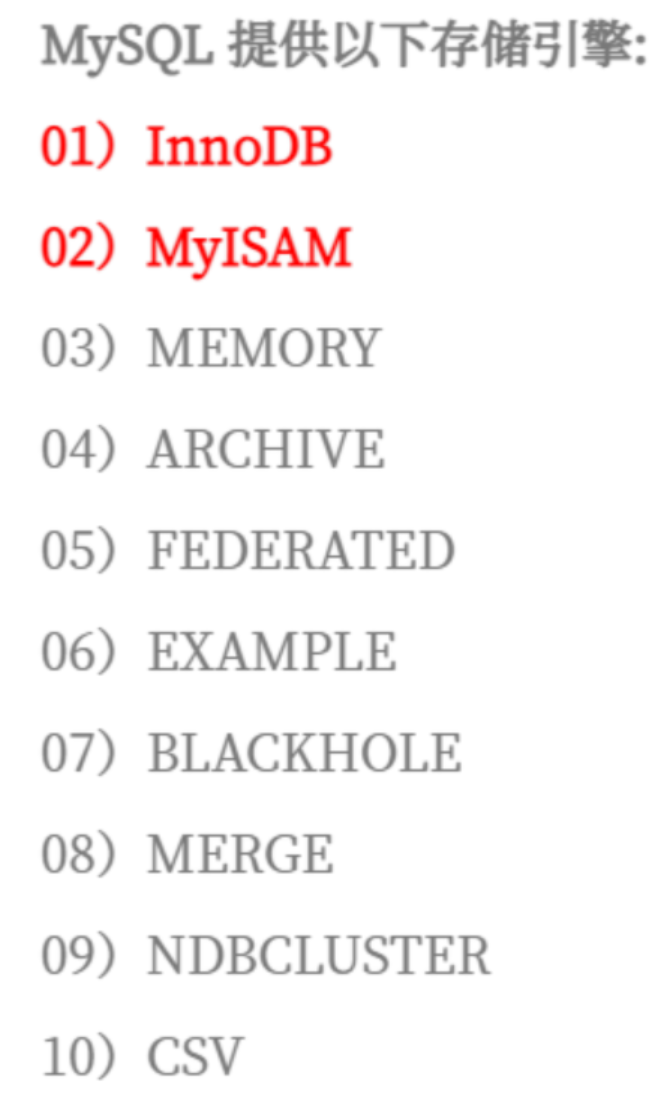 MySQL 提供以下存储引擎:
01）InnoDB
02）MyISAM
03）MEMORY
04）ARCHIVE
05）FEDERATED
06）EXAMPLE
07）BLACKHOLE
08）MERGE
09）NDBCLUSTER
10）CSV